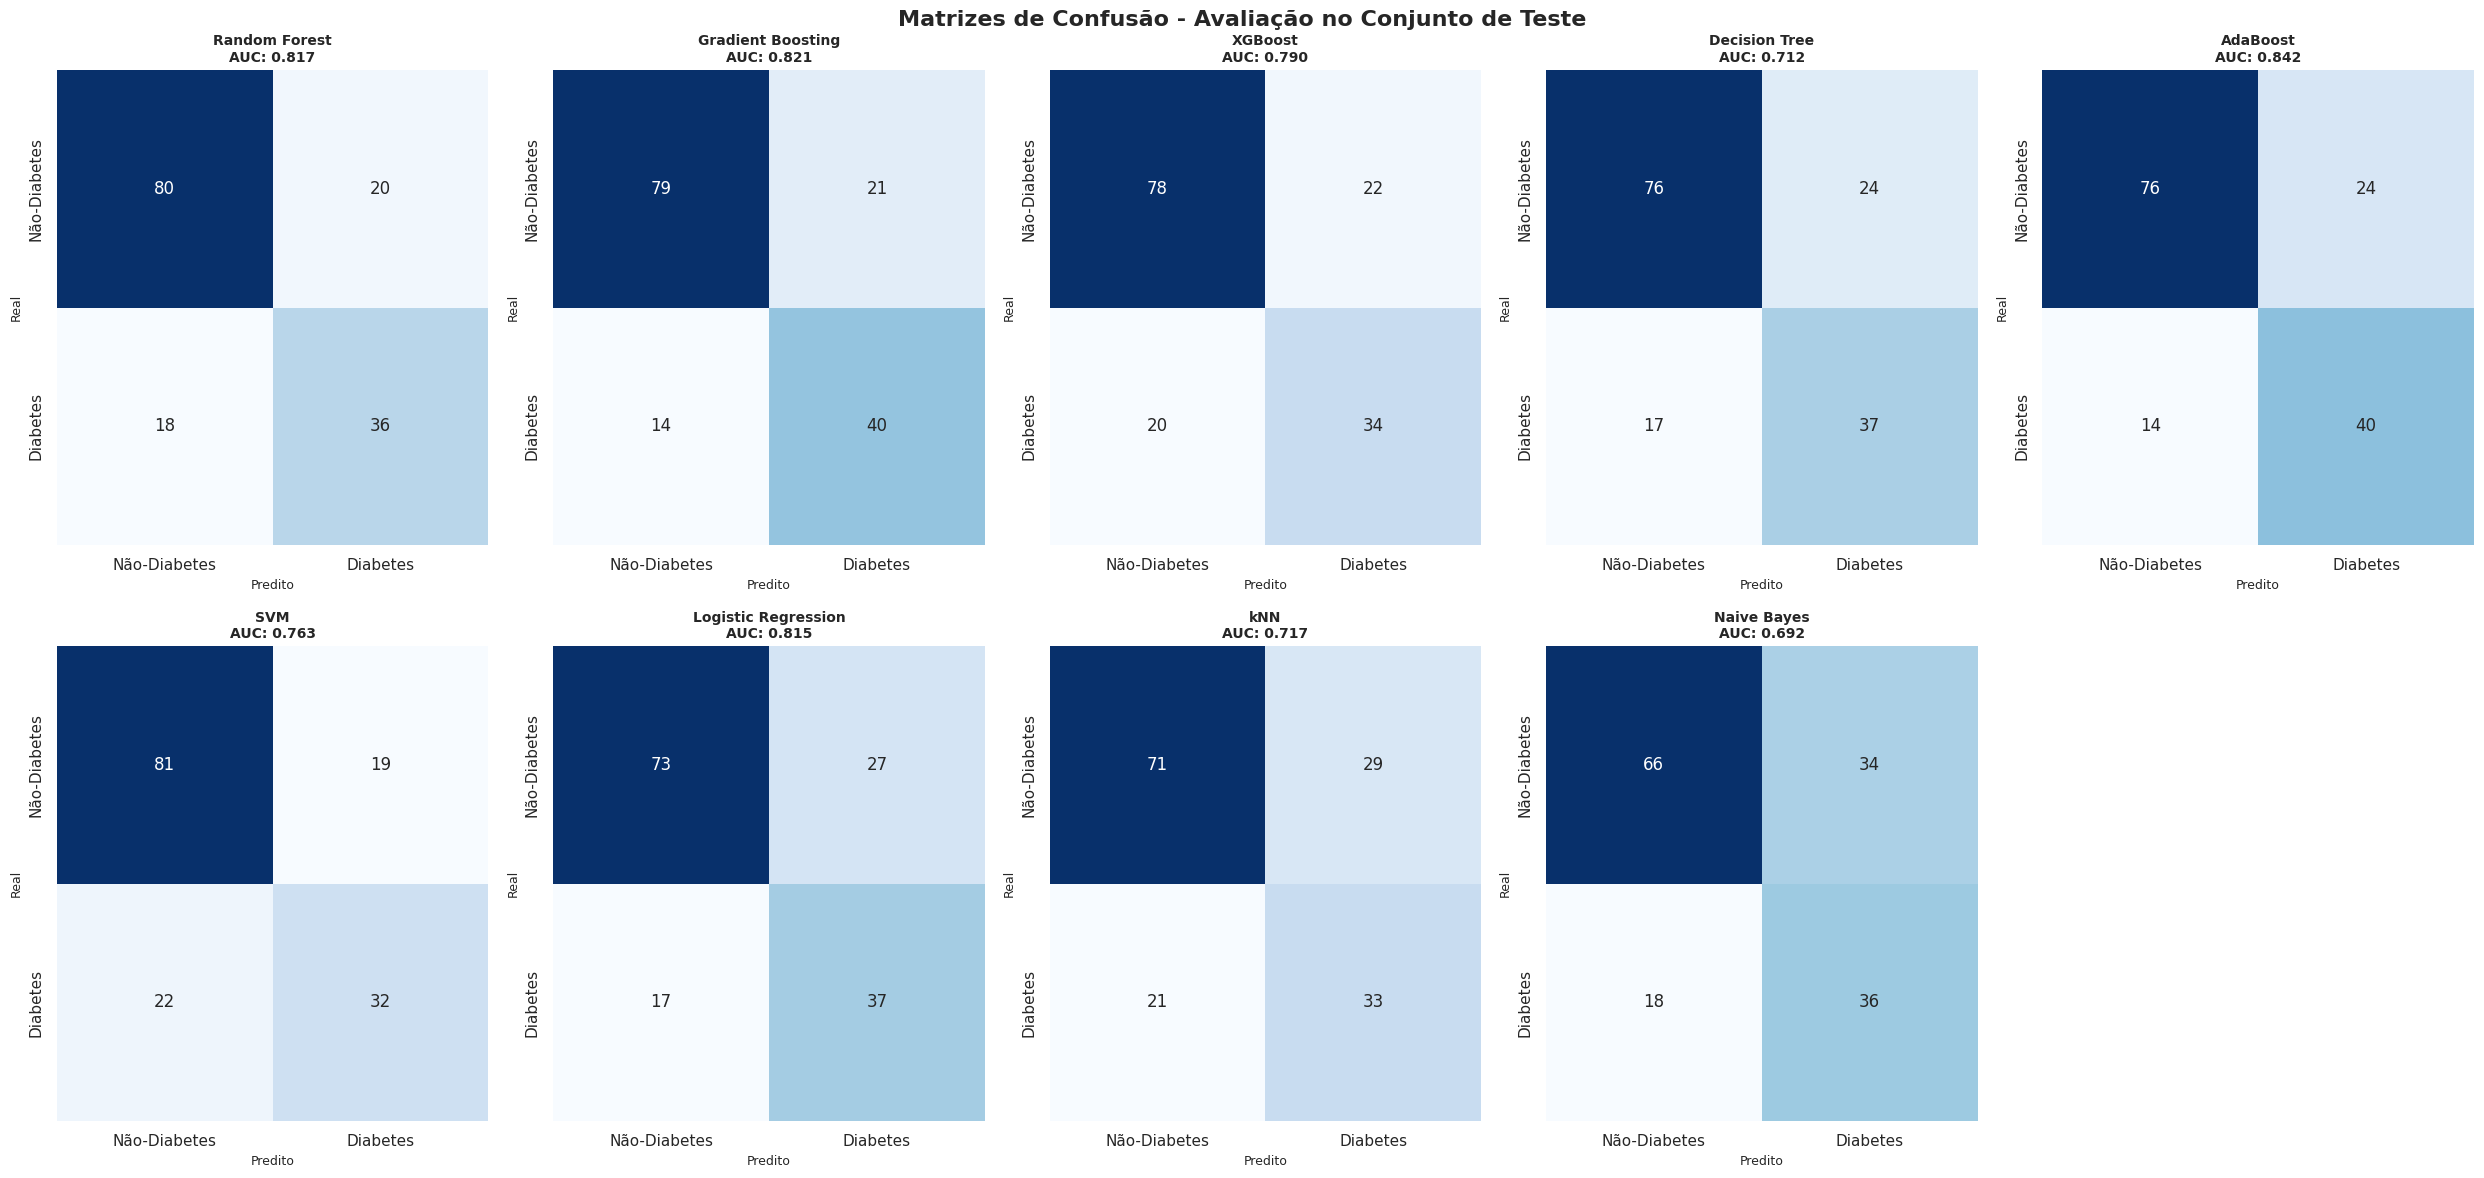 Matrizes de Confusão - Avaliação no Conjunto de Teste
Random Forest
AUC: 0.817
Real
Não-Diabetes
80
20
Diabetes
18
36
Não-Diabetes
Diabetes
Predito
Gradient Boosting
AUC: 0.821
Real
Não-Diabetes
79
21
Diabetes
14
40
Não-Diabetes
Diabetes
Predito
XGBoost
AUC: 0.790
Real
Não-Diabetes
78
22
Diabetes
20
34
Não-Diabetes
Diabetes
Predito
Decision Tree
AUC: 0.712
Real
Não-Diabetes
76
24
Diabetes
17
37
Não-Diabetes
Diabetes
Predito
AdaBoost
AUC: 0.842
Real
Não-Diabetes
76
24
Diabetes
14
40
Não-Diabetes
Diabetes
Predito
SVM
AUC: 0.763
Real
Não-Diabetes
81
19
Diabetes
22
32
Não-Diabetes
Diabetes
Predito
Logistic Regression
AUC: 0.815
Real
Não-Diabetes
73
27
Diabetes
17
37
Não-Diabetes
Diabetes
Predito
kNN
AUC: 0.717
Real
Não-Diabetes
71
29
Diabetes
21
33
Não-Diabetes
Diabetes
Predito
Naive Bayes
AUC: 0.692
Real
Não-Diabetes
66
34
Diabetes
18
36
Não-Diabetes
Diabetes
Predito